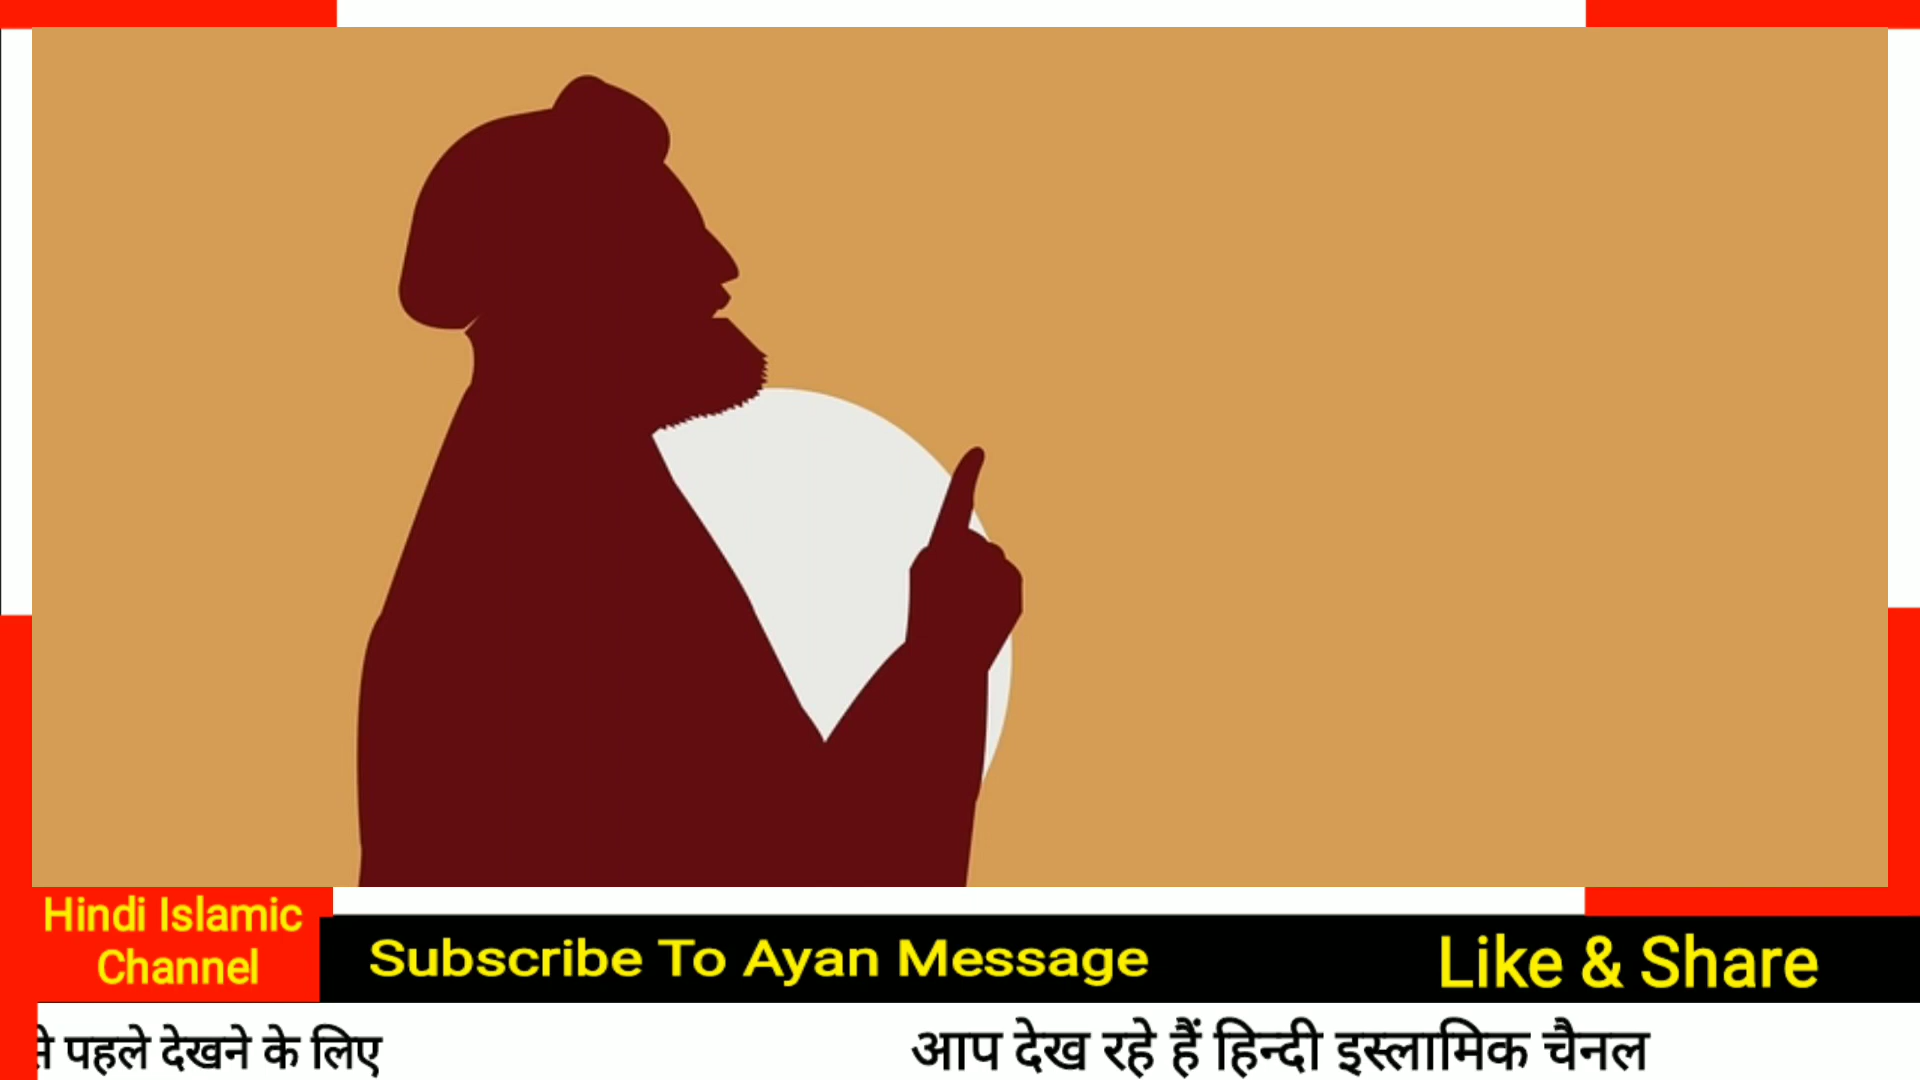 Hindi Islamic
Channel
Subscribe To Ayan Message
Like & Share
पहले देखने के लिए
आप देख रहे हैं हिन्दी इस्लामिक चैनल